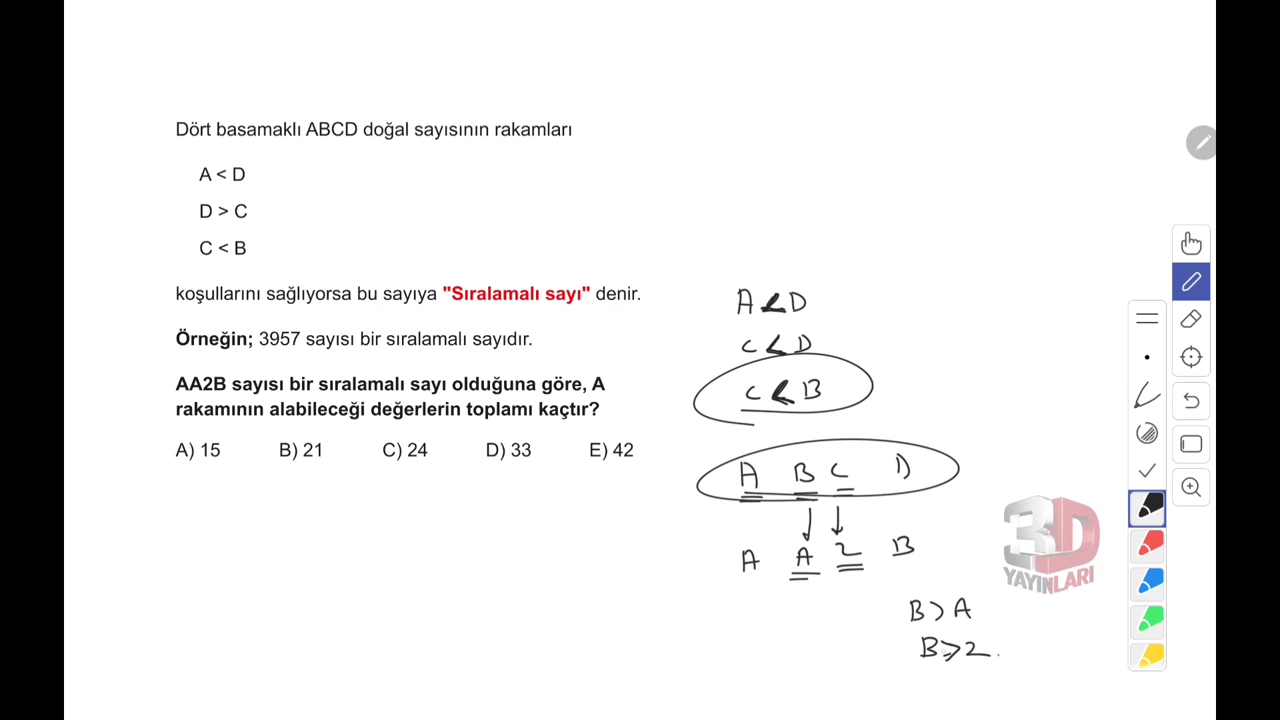 Dört basamaklı ABCD doğal sayısının rakamları
A < D
D > C
C < B
koşullarını sağlıyorsa bu sayıya "Sıralamalı sayı" denir.
Örneğin; 3957 sayısı bir sıralamalı sayıdır.
AA2B sayısı bir sıralamalı sayı olduğuna göre, A
rakamının alabileceği değerlerin toplamı kaçtır?
A) 15 B) 21 C) 24 D) 33 E) 42
A < D
C < D
C < B
A B C D
A A 2 B
B > A
B > 2
3D
YAYINLARI